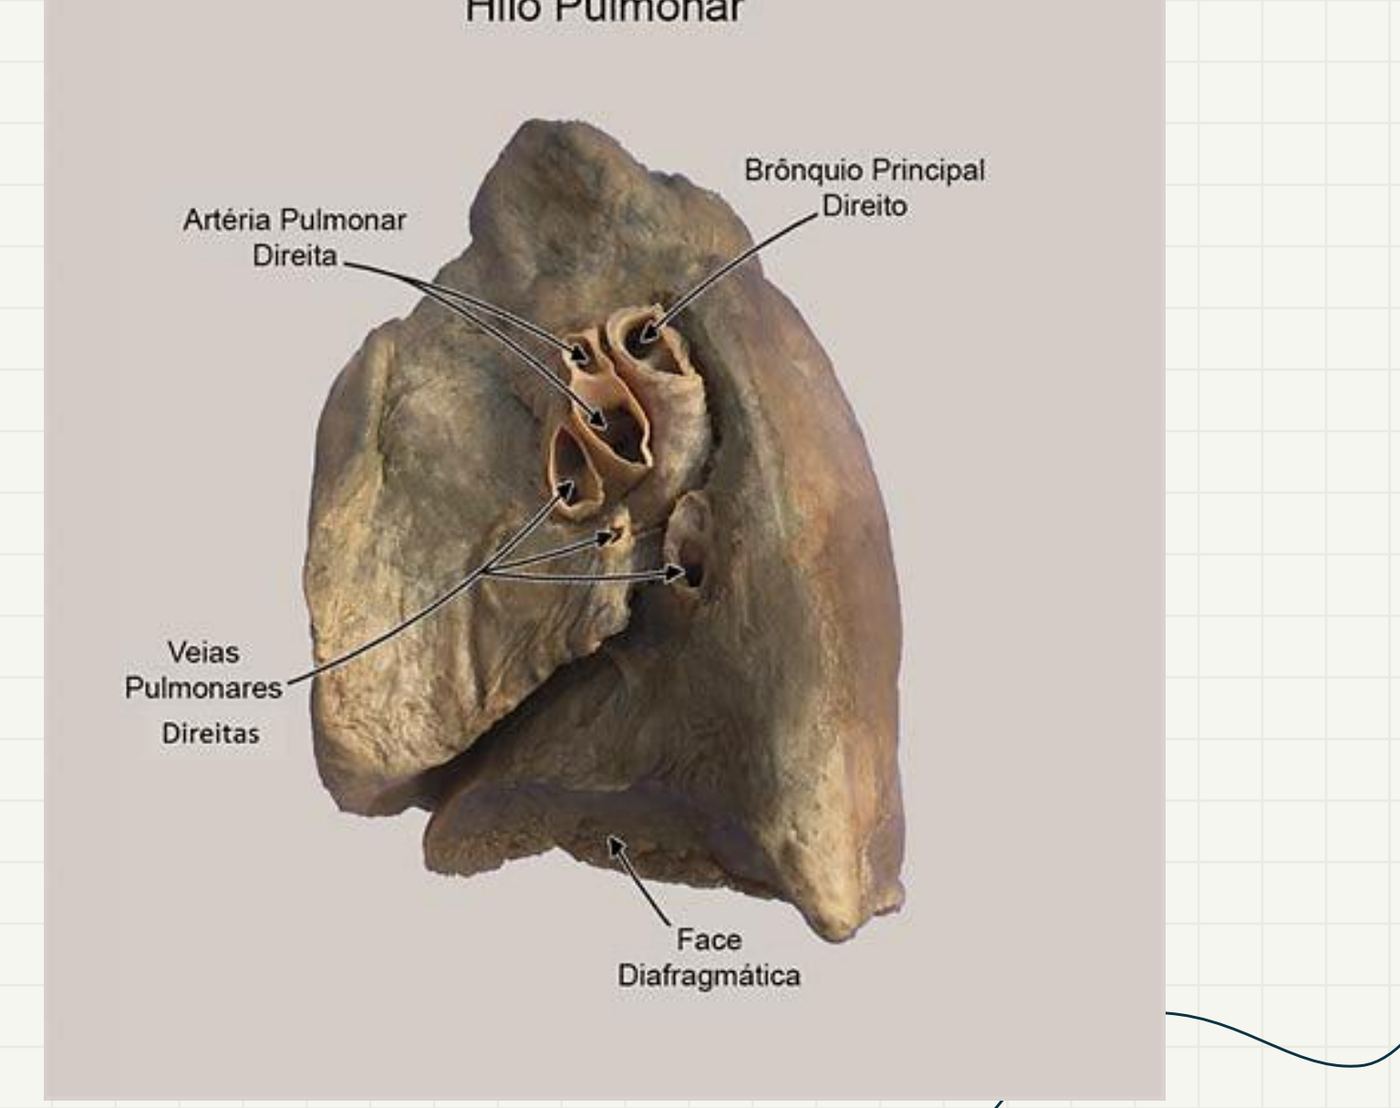 Hilo Pulmonar
Brônquio Principal
Direito
Artéria Pulmonar
Direita
Veias
Pulmonares
Direitas
Face
Diafragmática